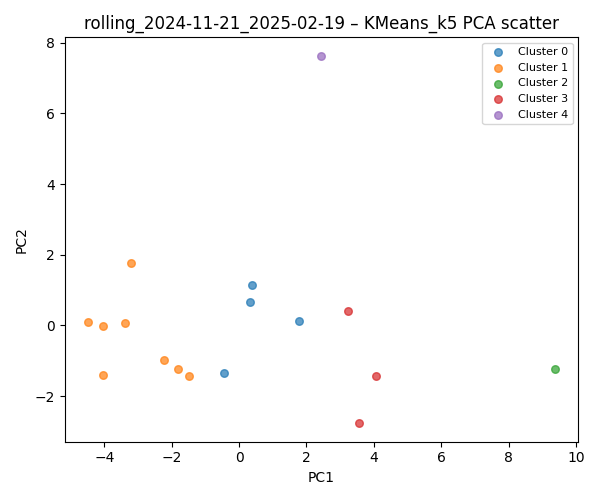 rolling_2024-11-21_2025-02-19 – KMeans_k5 PCA scatter
Cluster 0
Cluster 1
Cluster 2
Cluster 3
Cluster 4
8
6
4
2
0
−2
PC2
−4
−2
0
2
4
6
8
10
PC1